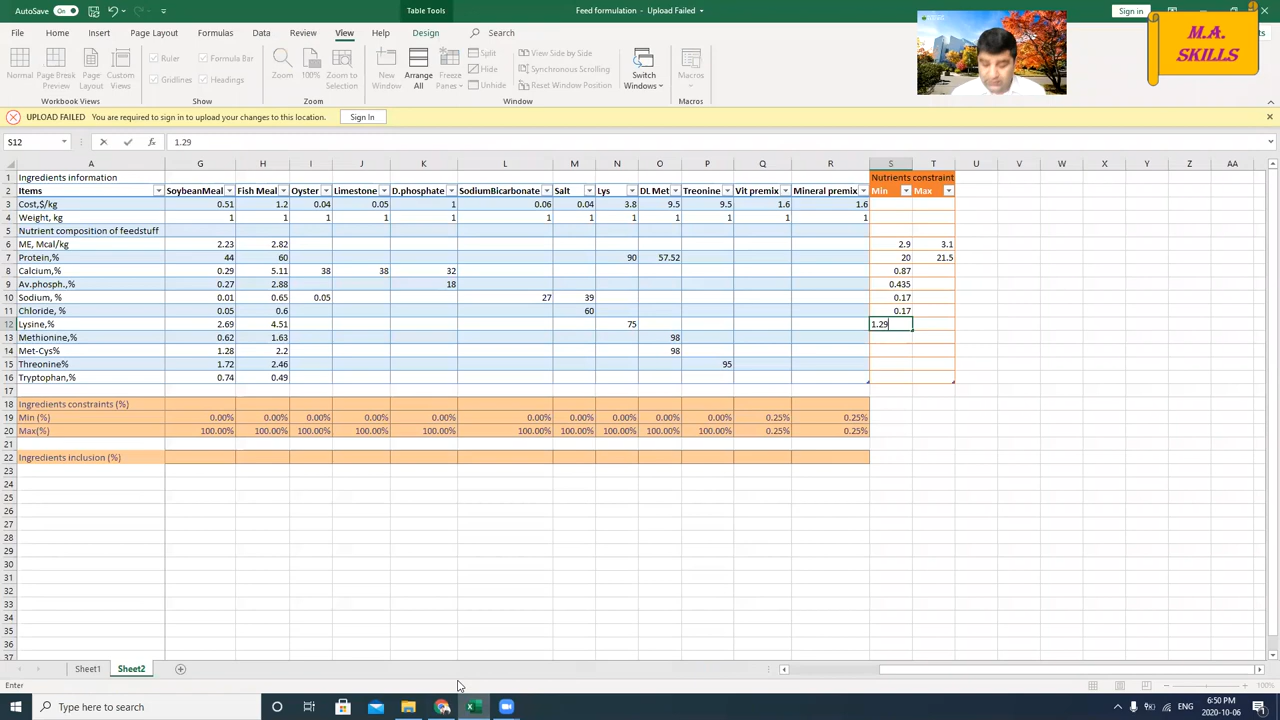 AutoSave On Table Tools Feed formulation - Upload Failed Sign in
File Home Insert Page Layout Formulas Data Review View Help Design Search
M.A. SKILLS
Normal Page Break Preview Page Layout Custom Views Ruler Formula Bar Gridlines Headings Zoom 100% Zoom to Selection New Window Arrange All Freeze Panes Split Hide Unhide View Side by Side Synchronous Scrolling Reset Window Position Switch Windows Macros
Workbook Views Show Zoom Window Macros
UPLOAD FAILED You are required to sign in to upload your changes to this location. Sign In
S12 1.29
A G H I J K L M N O P Q R S T U V W X Y Z AA
1 Ingredients information Nutrients constraint
2 Items SoybeanMeal Fish Meal Oyster Limestone D.phosphate SodiumBicarbonate Salt Lys DL Met Treonine Vit premix Mineral premix Min Max
3 Cost,$/kg 0.51 1.2 0.04 0.05 1 0.06 0.04 3.8 9.5 9.5 1.6 1.6
4 Weight, kg 1 1 1 1 1 1 1 1 1 1 1 1
5 Nutrient composition of feedstuff
6 ME, Mcal/kg 2.23 2.82 2.9 3.1
7 Protein,% 44 60 90 57.52 20 21.5
8 Calcium,% 0.29 5.11 38 38 32 0.87
9 Av.phosph.,% 0.27 2.88 18 0.435
10 Sodium, % 0.01 0.65 0.05 27 39 0.17
11 Chloride, % 0.05 0.6 60 0.17
12 Lysine,% 2.69 4.51 75 1.29
13 Methionine,% 0.62 1.63 98
14 Met-Cys% 1.28 2.2 98
15 Threonine% 1.72 2.46 95
16 Tryptophan,% 0.74 0.49
17
18 Ingredients constraints (%)
19 Min (%) 0.00% 0.00% 0.00% 0.00% 0.00% 0.00% 0.00% 0.00% 0.00% 0.00% 0.25% 0.25%
20 Max(%) 100.00% 100.00% 100.00% 100.00% 100.00% 100.00% 100.00% 100.00% 100.00% 100.00% 0.25% 0.25%
21
22 Ingredients inclusion (%)
23
24
25
26
27
28
29
30
31
32
33
34
35
36
37
Sheet1 Sheet2
Enter 100%
Type here to search ENG 6:50 PM
2020-10-06